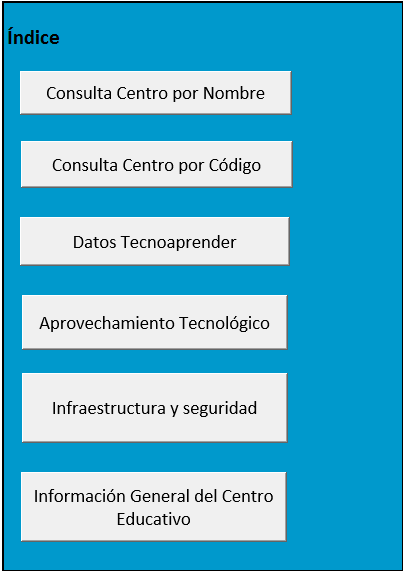 Índice
Consulta Centro por Nombre
Consulta Centro por Código
Datos Tecnoaprender
Aprovechamiento Tecnológico
Infraestructura y seguridad
Información General del Centro
Educativo